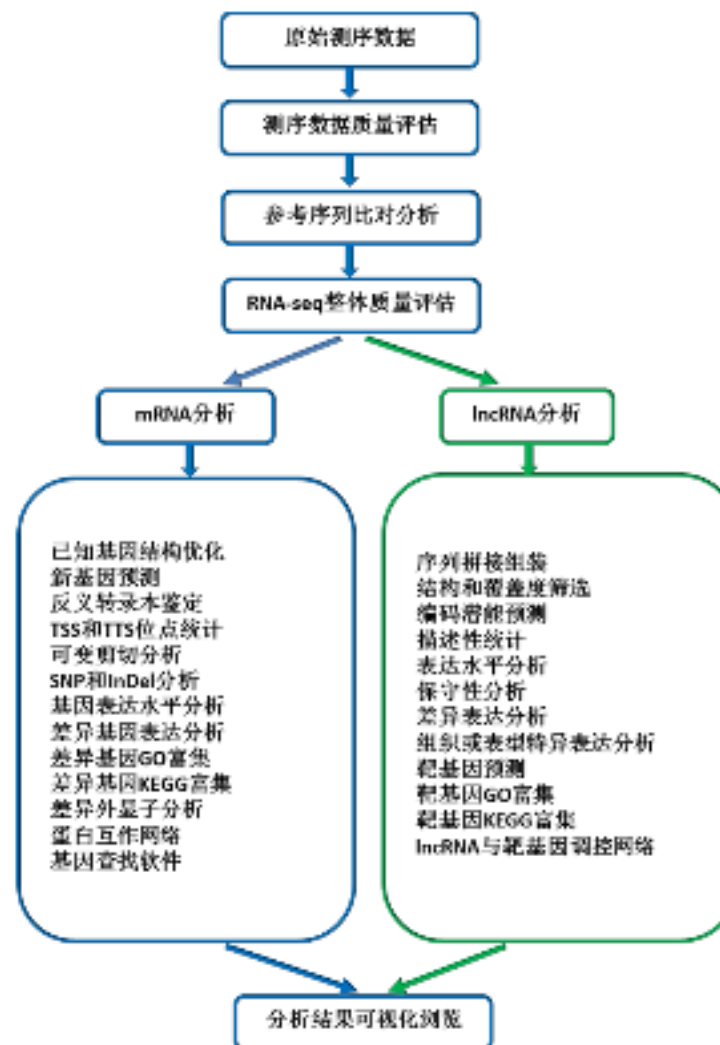 原始测序数据
测序数据质量评估
参考序列比对分析
RNA-seq整体质量评估
mRNA分析
lncRNA分析
已知基因结构优化
新基因预测
反义转录本鉴定
TSS和TTS位点统计
可变剪切分析
SNP和InDel分析
基因表达水平分析
差异基因表达分析
差异基因GO富集
差异基因KEGG富集
差异外显子分析
蛋白互作网络
基因查找软件
序列拼接组装
结构和覆盖度筛选
编码潜能预测
描述性统计
表达水平分析
保守性分析
差异表达分析
组织或表型特异表达分析
靶基因预测
靶基因GO富集
靶基因KEGG富集
lncRNA与靶基因调控网络
分析结果可视化浏览